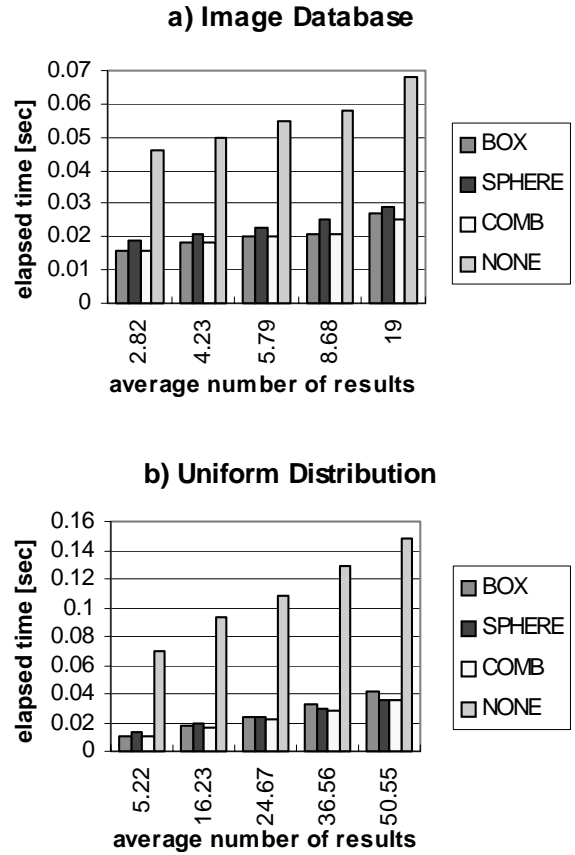 a) Image Database
elapsed time [sec]
0.07
0.06
0.05
0.04
0.03
0.02
0.01
0
2.82
4.23
5.79
8.68
19
average number of results
BOX
SPHERE
COMB
NONE
b) Uniform Distribution
elapsed time [sec]
0.16
0.14
0.12
0.1
0.08
0.06
0.04
0.02
0
5.22
16.23
24.67
36.56
50.55
average number of results
BOX
SPHERE
COMB
NONE